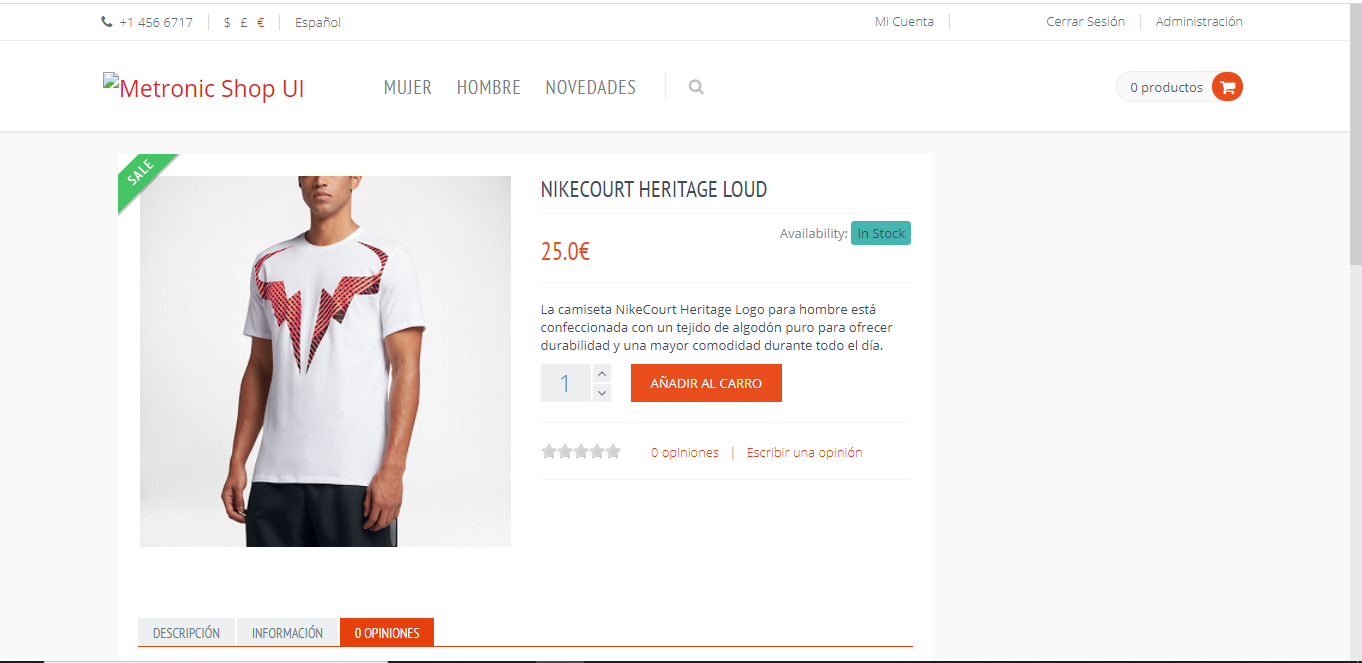 +1 456 6717 $ £ € Español Mi Cuenta Cerrar Sesión Administración
Metronic Shop UI MUJER HOMBRE NOVEDADES 0 productos
SALE
NIKECOURT HERITAGE LOUD
Availability: In Stock
25.0€
La camiseta NikeCourt Heritage Logo para hombre está
confeccionada con un tejido de algodón puro para ofrecer
durabilidad y una mayor comodidad durante todo el día.
1 AÑADIR AL CARRO
0 opiniones | Escribir una opinión
DESCRIPCIÓN INFORMACIÓN 0 OPINIONES